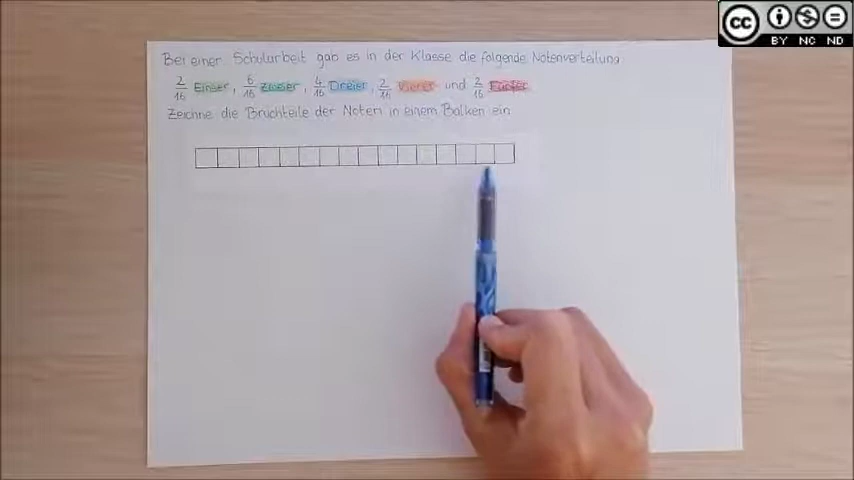 Bei einer Schularbeit gab es in der Klasse die folgende Notenverteilung
2/16 Einser, 6/16 Zweier, 4/16 Dreier, 2/16 Vierer und 2/16 Fünfer
Zeichne die Bruchteile der Noten in einem Balken ein
cc
BY NC ND